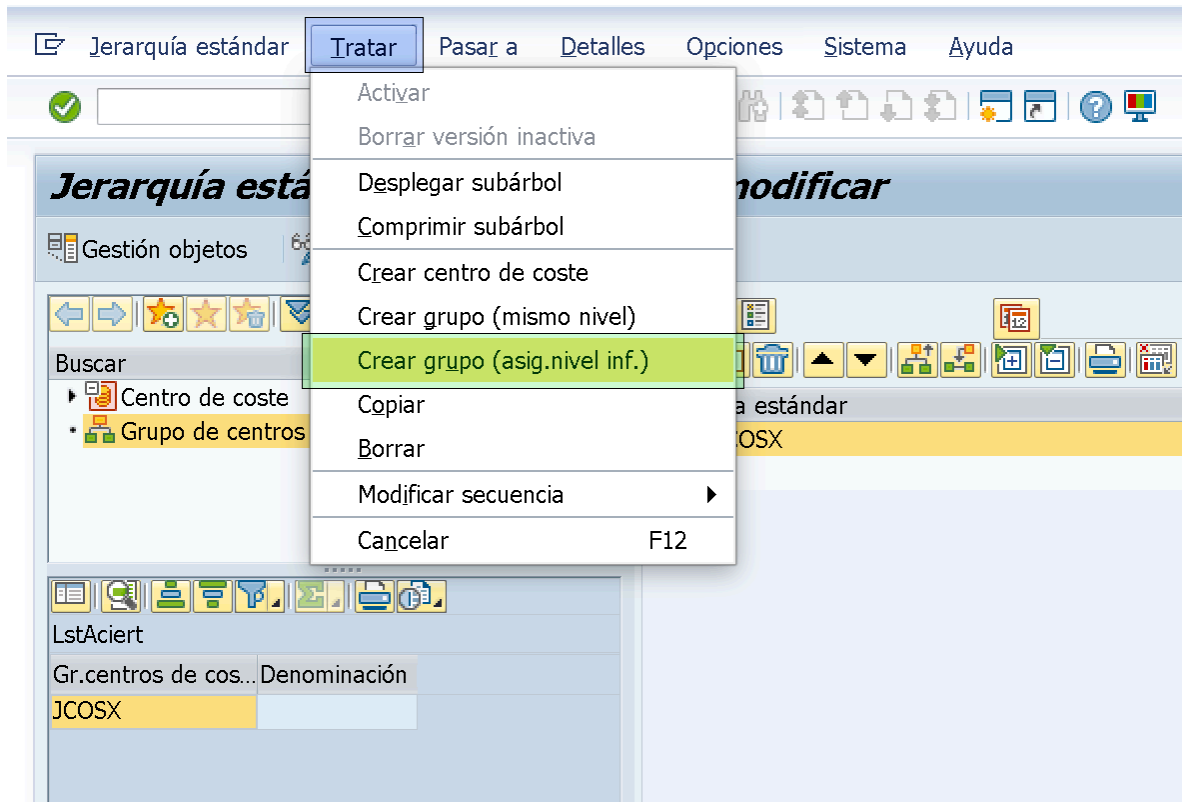 Jerarquía estándar Tratar Pasar a Detalles Opciones Sistema Ayuda
Activar
Borrar versión inactiva
Desplegar subárbol
Comprimir subárbol
Crear centro de coste
Crear grupo (mismo nivel)
Crear grupo (asig.nivel inf.)
Copiar
Borrar
Modificar secuencia
Cancelar F12
Jerarquía está nodificar
Gestión objetos
Buscar
Centro de coste
Grupo de centros
a estándar
COSX
LstAciert
Gr.centros de cos... Denominación
JCOSX